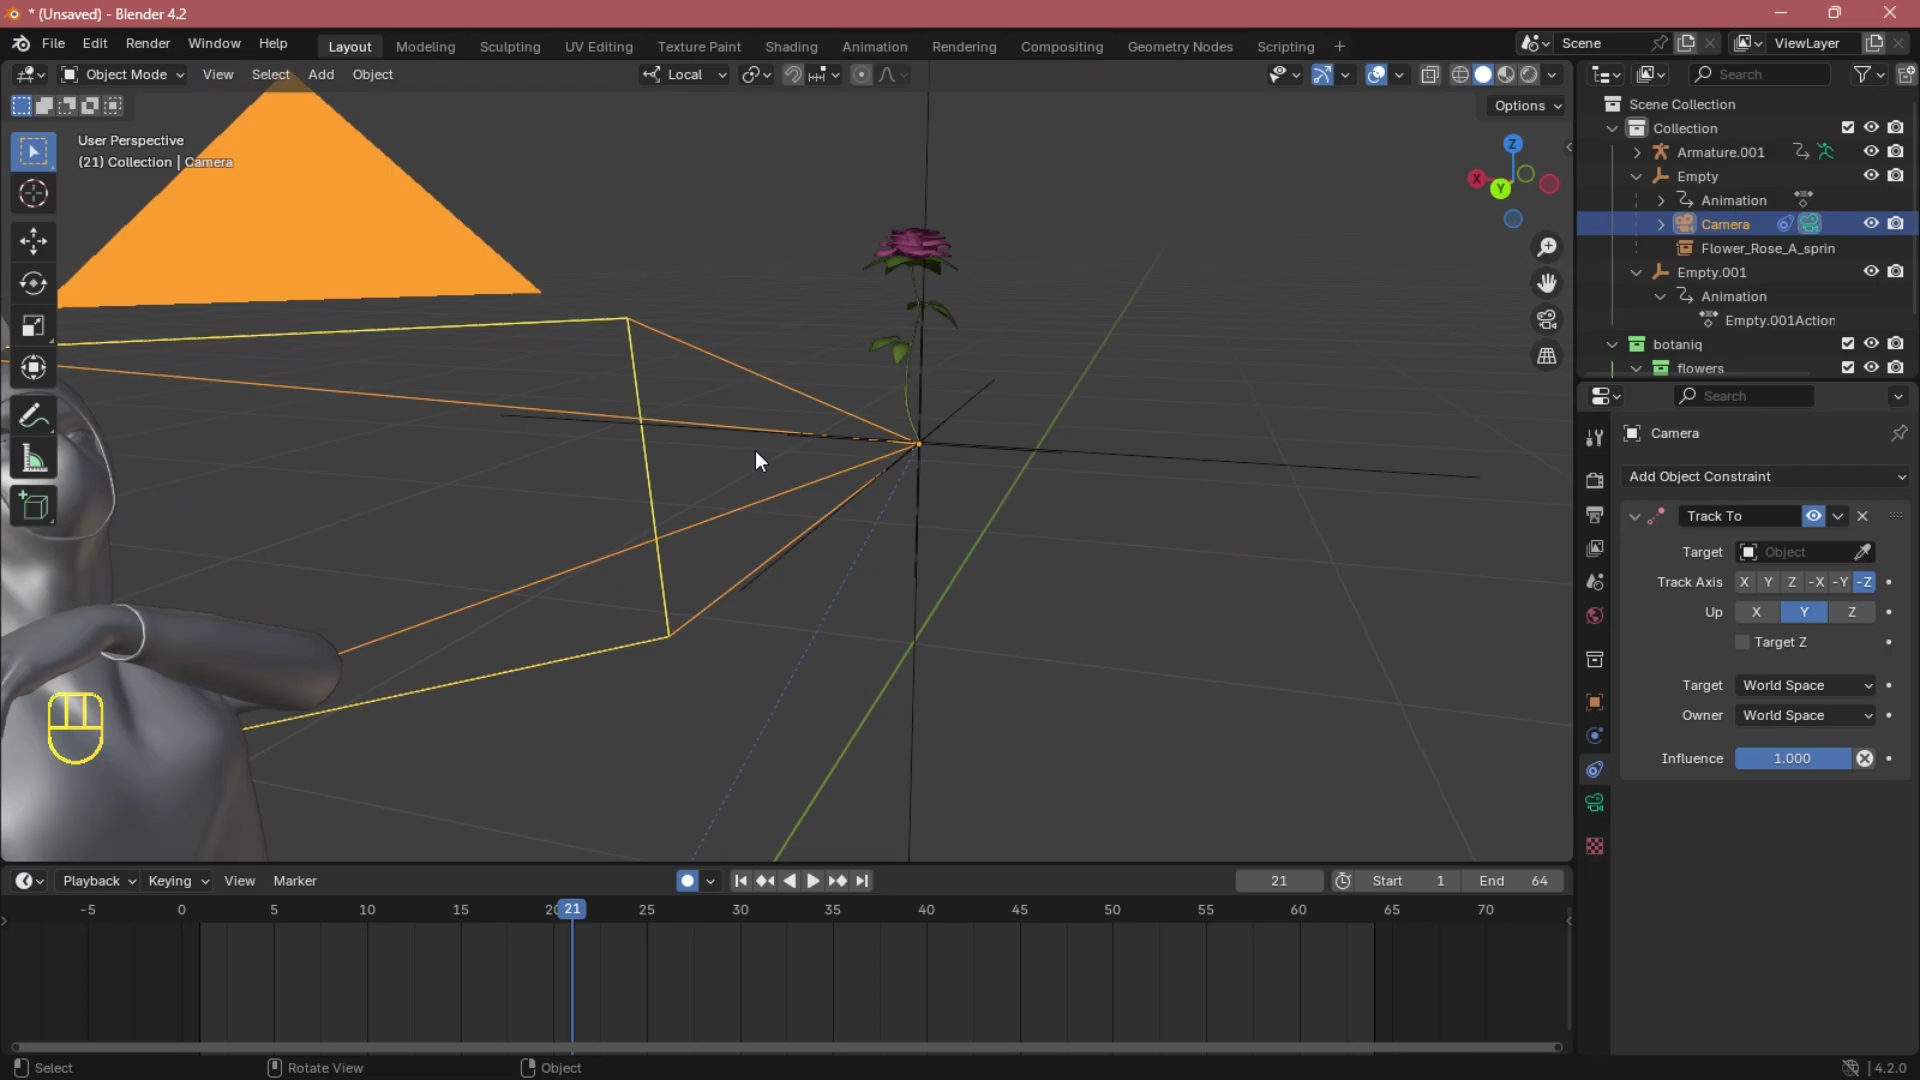 * (Unsaved) - Blender 4.2
File Edit Render Window Help
Layout Modeling Sculpting UV Editing Texture Paint Shading Animation Rendering Compositing Geometry Nodes Scripting +
Scene ViewLayer
Object Mode View Select Add Object
Local
Options
User Perspective
(21) Collection | Camera
Z
X
Y
Search
Scene Collection
Collection
Armature.001
Empty
Animation
Camera
Flower_Rose_A_sprin
Empty.001
Animation
Empty.001Action
botaniq
flowers
Search
Camera
Add Object Constraint
Track To
Target Object
Track Axis X Y Z -X -Y -Z
Up X Y Z
Target Z
Target World Space
Owner World Space
Influence 1.000
Playback Keying View Marker
21 Start 1 End 64
-5 0 5 10 15 20 21 25 30 35 40 45 50 55 60 65 70
Select Rotate View Object
4.2.0